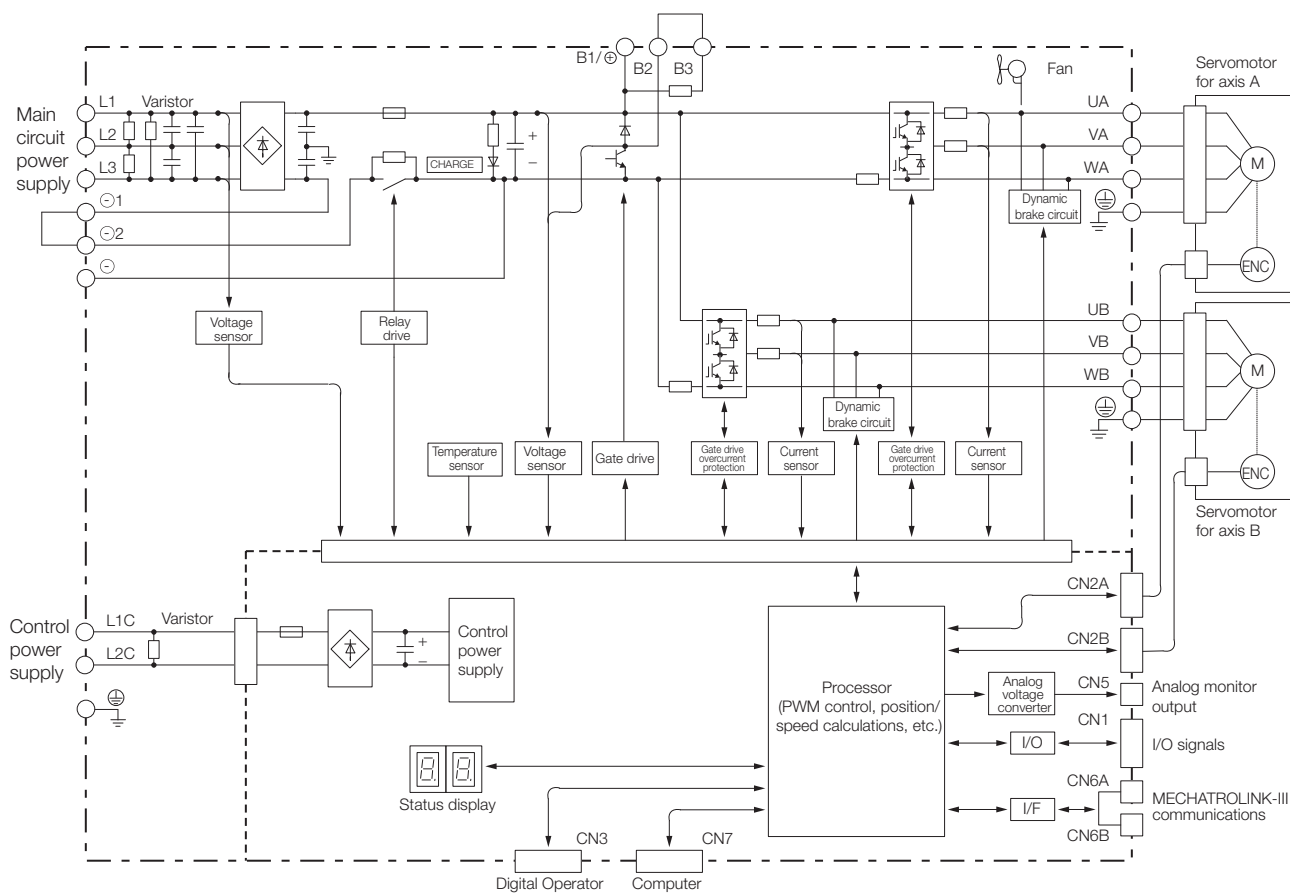 B1/⊕
B2
B3
Fan
Servomotor
for axis A
Main
circuit
power
supply
L1
Varistor
L2
L3
⊖1
⊖2
⊖
CHARGE
+
–
UA
VA
WA
M
ENC
Dynamic
brake circuit
Voltage
sensor
Relay
drive
UB
VB
WB
M
ENC
Dynamic
brake circuit
Servomotor
for axis B
Temperature
sensor
Voltage
sensor
Gate drive
Gate drive
overcurrent
protection
Current
sensor
Gate drive
overcurrent
protection
Current
sensor
Control
power
supply
L1C
Varistor
L2C
+
–
Control
power
supply
Processor
(PWM control, position/
speed calculations, etc.)
CN2A
CN2B
Analog
voltage
converter
CN5
Analog monitor
output
CN1
I/O
I/O signals
CN6A
I/F
MECHATROLINK-III
communications
CN6B
8. 8.
Status display
CN3
CN7
Digital Operator
Computer